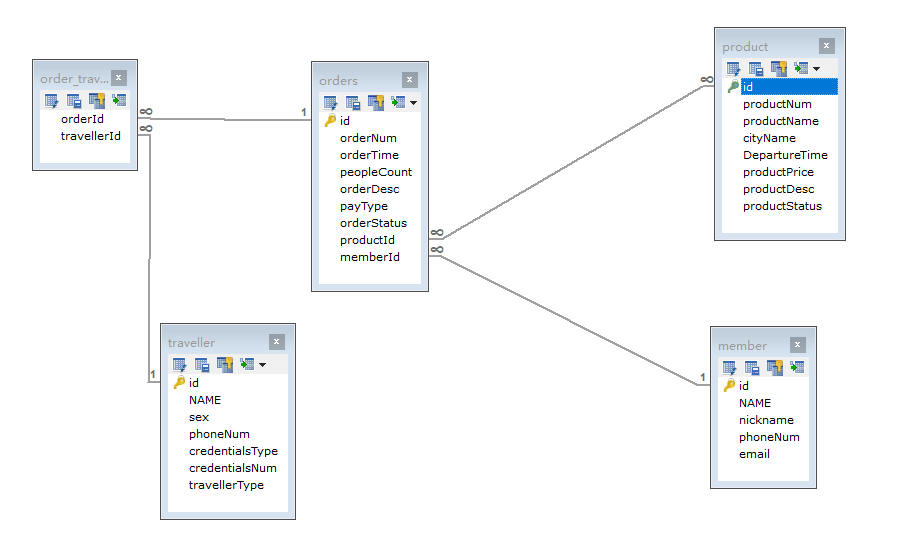 order_trav...
orderId
travellerId
orders
id
orderNum
orderTime
peopleCount
orderDesc
payType
orderStatus
productId
memberId
product
id
productNum
productName
cityName
DepartureTime
productPrice
productDesc
productStatus
traveller
id
NAME
sex
phoneNum
credentialsType
credentialsNum
travellerType
member
id
NAME
nickname
phoneNum
email
∞
∞
1
∞
∞
∞
1
1